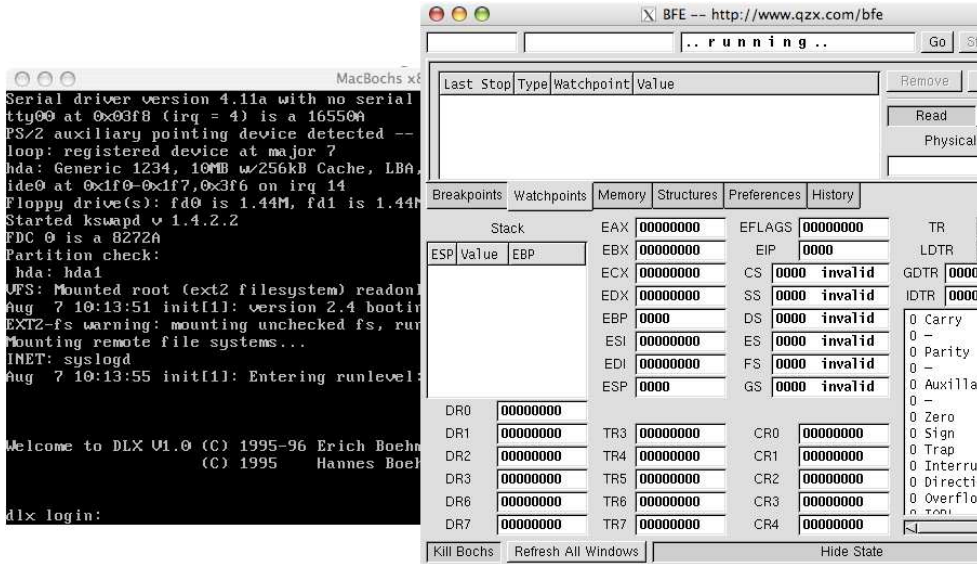 MacBochs x8
Serial driver version 4.11a with no serial
tty00 at 0x03f8 (irq = 4) is a 16550A
PS/2 auxiliary pointing device detected --
loop: registered device at major 7
hda: Generic 1234, 10MB w/256kB Cache, LBA,
ide0 at 0x1f0-0x1f7,0x3f6 on irq 14
Floppy drive(s): fd0 is 1.44M, fd1 is 1.44M
Started kswapd v 1.4.2.2
FDC 0 is a 8272A
Partition check:
hda: hda1
VFS: Mounted root (ext2 filesystem) readonl
Aug 7 10:13:51 init[1]: version 2.4 bootin
EXT2-fs warning: mounting unchecked fs, run
Mounting remote file systems...
INET: syslogd
Aug 7 10:13:55 init[1]: Entering runlevel:
Welcome to DLX V1.0 (C) 1995-96 Erich Boehm
(C) 1995 Hannes Boeh
dlx login:
X BFE -- http://www.qzx.com/bfe
.. r u n n i n g ..
Go St
Last Stop Type Watchpoint Value
Remove
Read
Physical
Breakpoints Watchpoints Memory Structures Preferences History
Stack
ESP Value EBP
EAX 00000000 EFLAGS 00000000 TR
EBX 00000000 EIP 0000 LDTR
ECX 00000000 CS 0000 invalid GDTR 0000
EDX 00000000 SS 0000 invalid IDTR 0000
EBP 0000 DS 0000 invalid
ESI 00000000 ES 0000 invalid
EDI 00000000 FS 0000 invalid
ESP 0000 GS 0000 invalid
0 Carry
0 -
0 Parity
0 -
0 Auxilla
0 -
0 Zero
0 Sign
0 Trap
0 Interru
0 Directi
0 Overflo
DR0 00000000
DR1 00000000 TR3 00000000 CR0 00000000
DR2 00000000 TR4 00000000 CR1 00000000
DR3 00000000 TR5 00000000 CR2 00000000
DR6 00000000 TR6 00000000 CR3 00000000
DR7 00000000 TR7 00000000 CR4 00000000
Kill Bochs Refresh All Windows Hide State